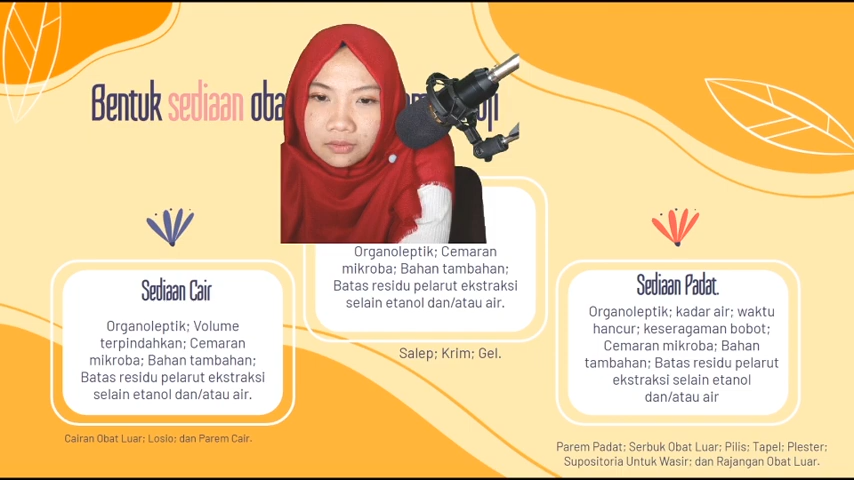 Bentuk sediaan
Sediaan Cair
Organoleptik; Volume
terpindahkan; Cemaran
mikroba; Bahan tambahan;
Batas residu pelarut ekstraksi
selain etanol dan/atau air.
Cairan Obat Luar; Losio; dan Parem Cair.
Organoleptik; Cemaran
mikroba; Bahan tambahan;
Batas residu pelarut ekstraksi
selain etanol dan/atau air.
Salep; Krim; Gel.
Sediaan Padat.
Organoleptik; kadar air; waktu
hancur; keseragaman bobot;
Cemaran mikroba; Bahan
tambahan; Batas residu pelarut
ekstraksi selain etanol
dan/atau air
Parem Padat; Serbuk Obat Luar; Pilis; Tapel; Plester;
Supositoria Untuk Wasir; dan Rajangan Obat Luar.